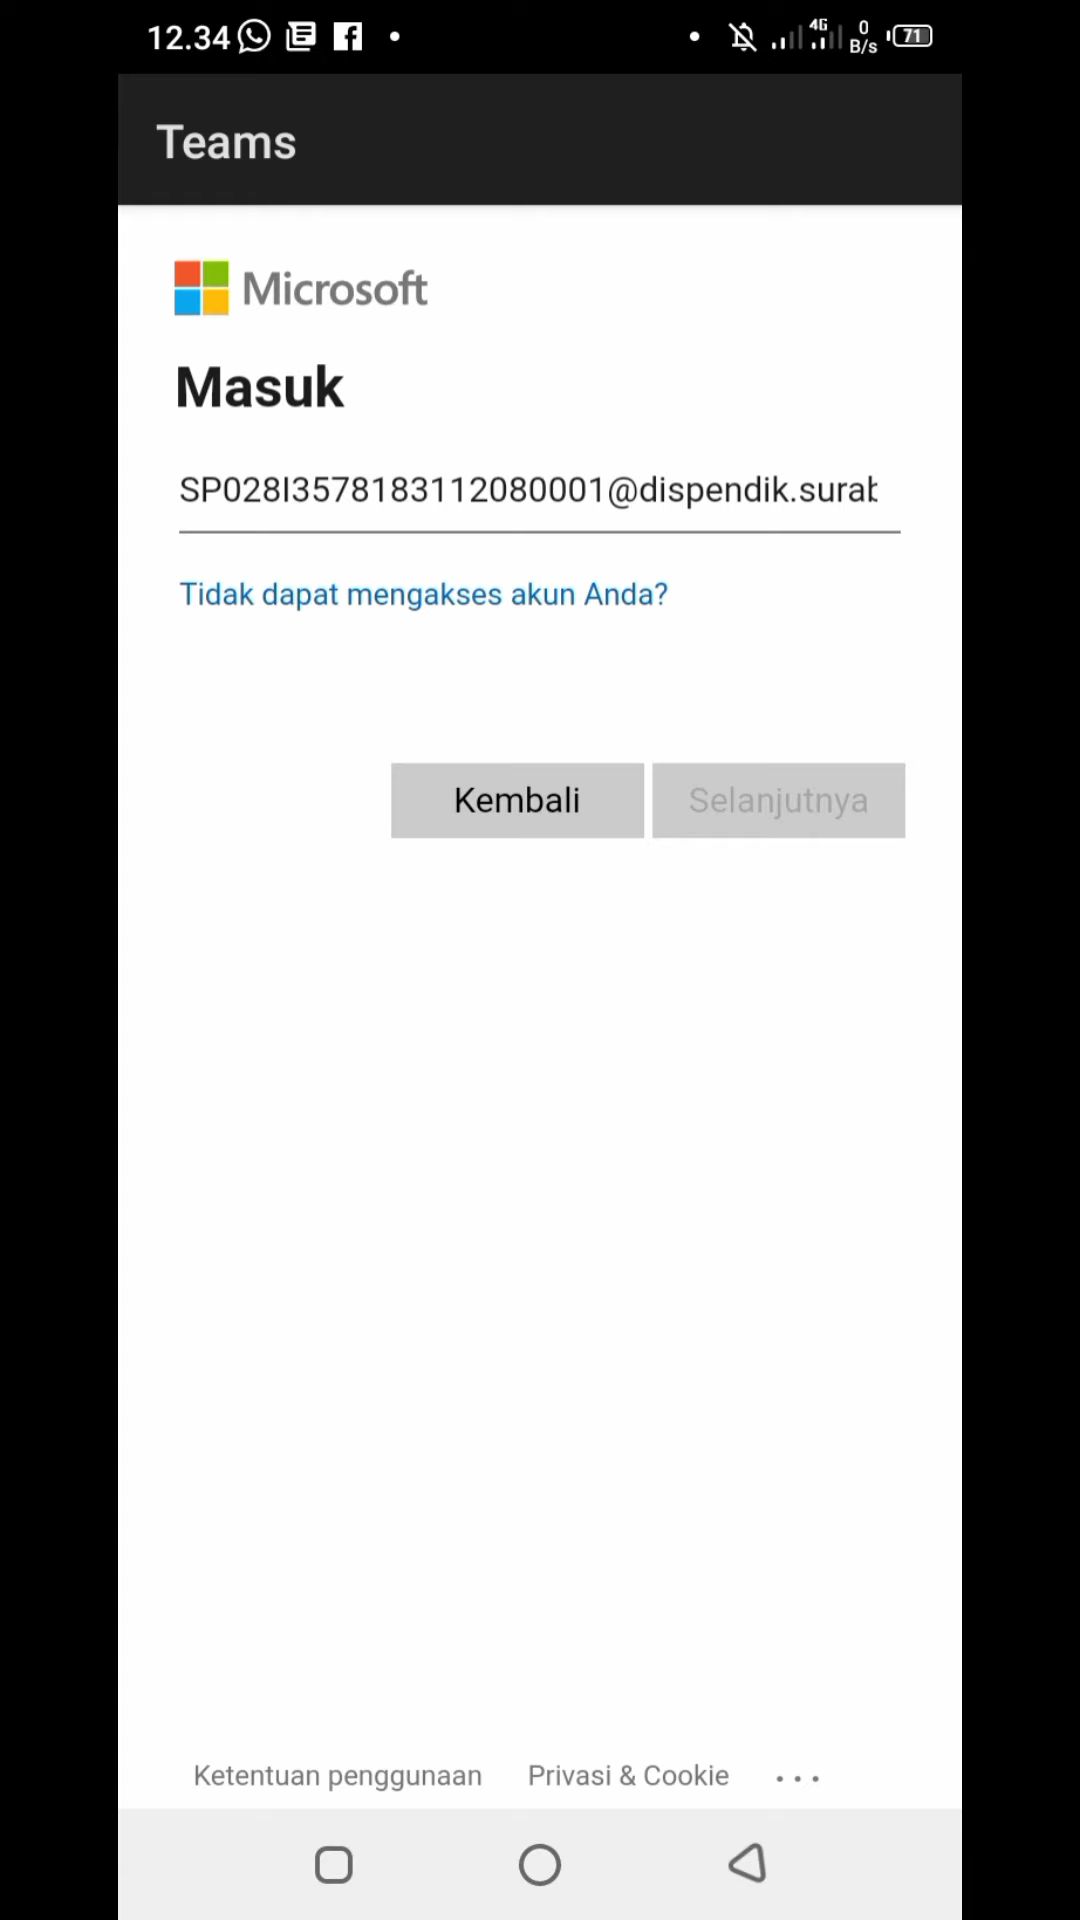 12.34
4G 0 B/s 71
Teams
Microsoft
Masuk
SP028I3578183112080001@dispendik.surab
Tidak dapat mengakses akun Anda?
Kembali Selanjutnya
Ketentuan penggunaan Privasi & Cookie ...